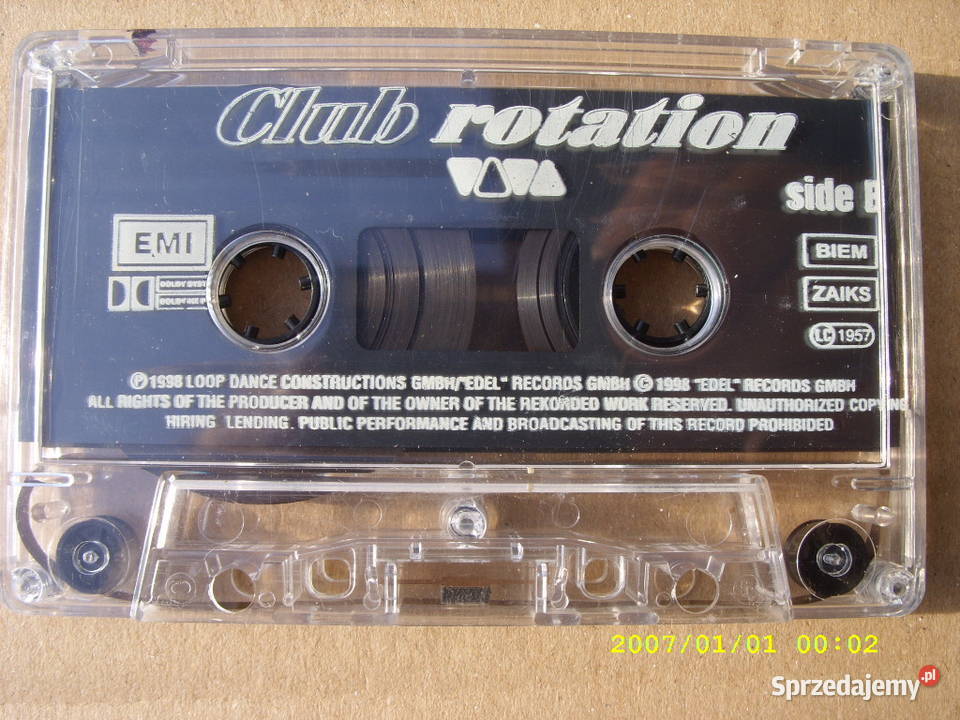 Club rotation
VIVA
side B
EMI
BIEM
DOLBY SYST
ZAIKS
LC 1957
Ⓟ 1998 LOOP DANCE CONSTRUCTIONS GMBH/"EDEL" RECORDS GMBH © 1998 "EDEL" RECORDS GMBH
ALL RIGHTS OF THE PRODUCER AND OF THE OWNER OF THE REKORDED WORK RESERVED. UNAUTHORIZED COPYING
HIRING LENDING. PUBLIC PERFORMANCE AND BROADCASTING OF THIS RECORD PROHIBIDED
2007/01/01 00:02
Sprzedajemy.pl